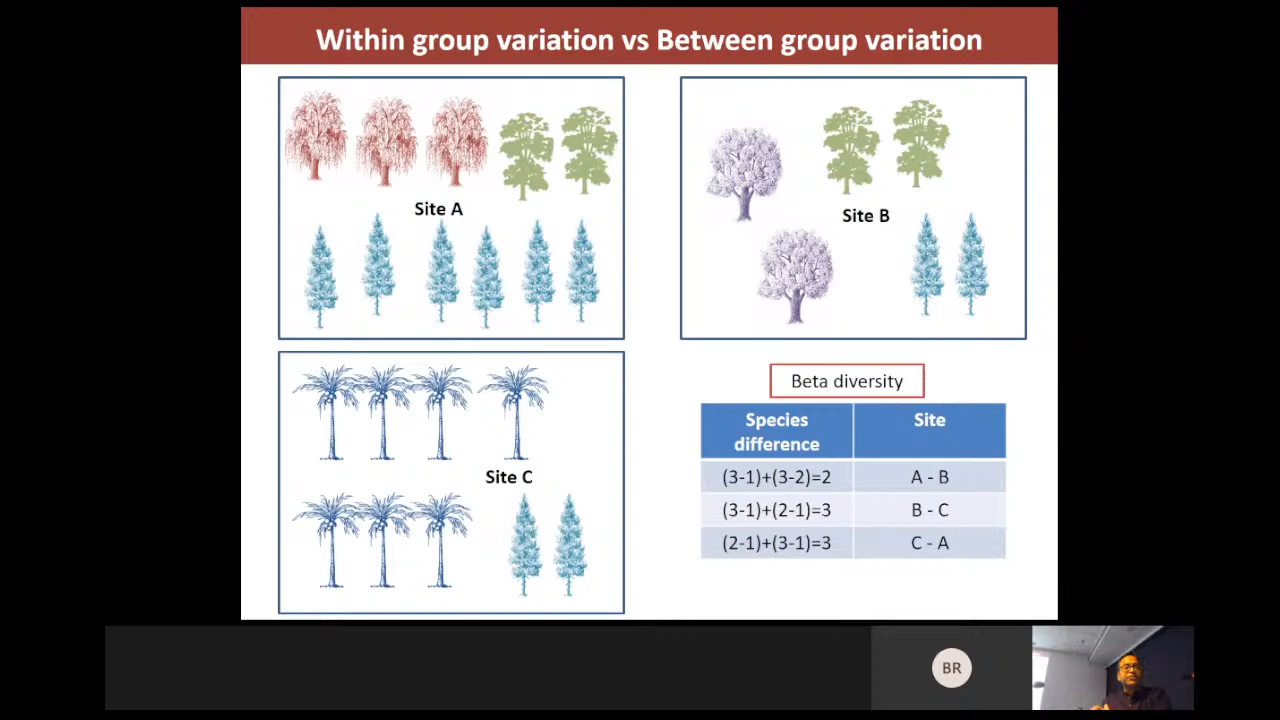 Within group variation vs Between group variation
Site A
Site B
Site C
Beta diversity
Species difference
Site
(3-1)+(3-2)=2
A - B
(3-1)+(2-1)=3
B - C
(2-1)+(3-1)=3
C - A
BR